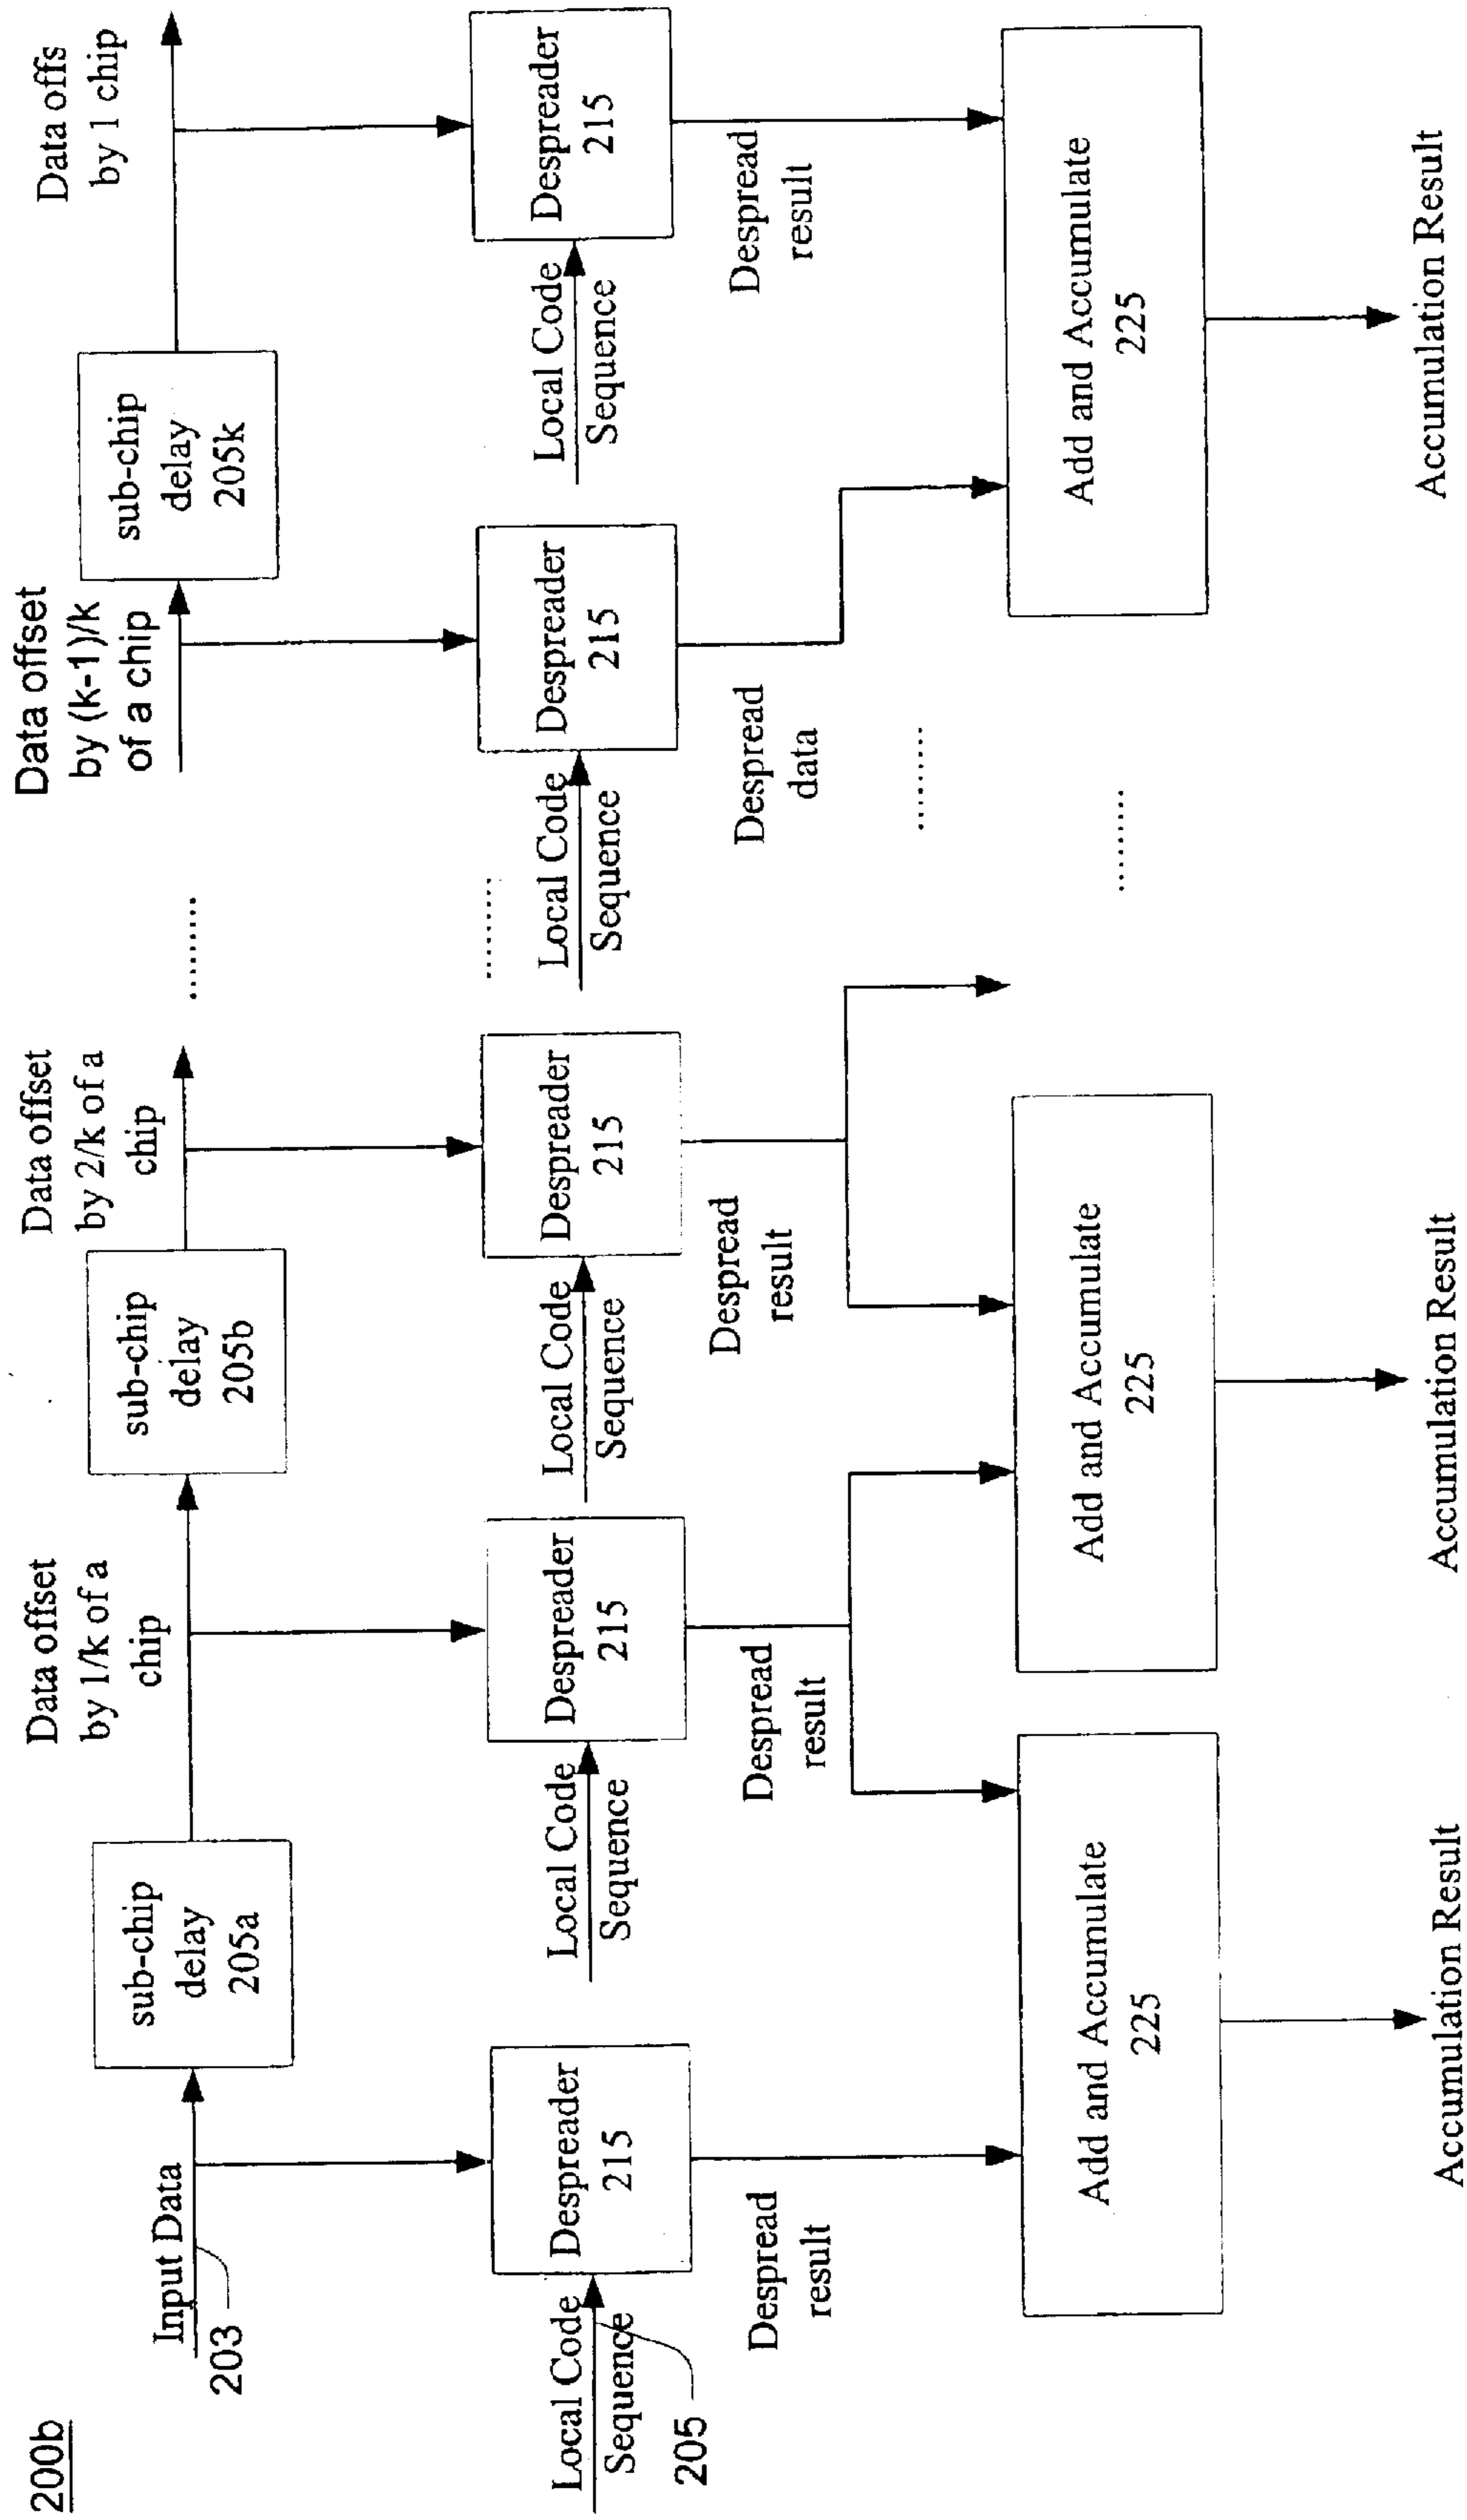 200b
Input Data
203
sub-chip
delay
205a
Data offset
by 1/k of a
chip
sub-chip
delay
205b
Data offset
by 2/k of a
chip
........
Data offset
by (k-1)/k
of a chip
sub-chip
delay
205k
Data offs
by 1 chip
Local Code
Sequence
205
Despreader
215
Local Code
Sequence
Despreader
215
Local Code
Sequence
Despreader
215
........
Local Code
Sequence
Despreader
215
Local Code
Sequence
Despreader
215
Despread
result
Despread
result
Despread
result
Despread
data
........
Despread
result
Add and Accumulate
225
Add and Accumulate
225
........
Add and Accumulate
225
Accumulation Result
Accumulation Result
Accumulation Result